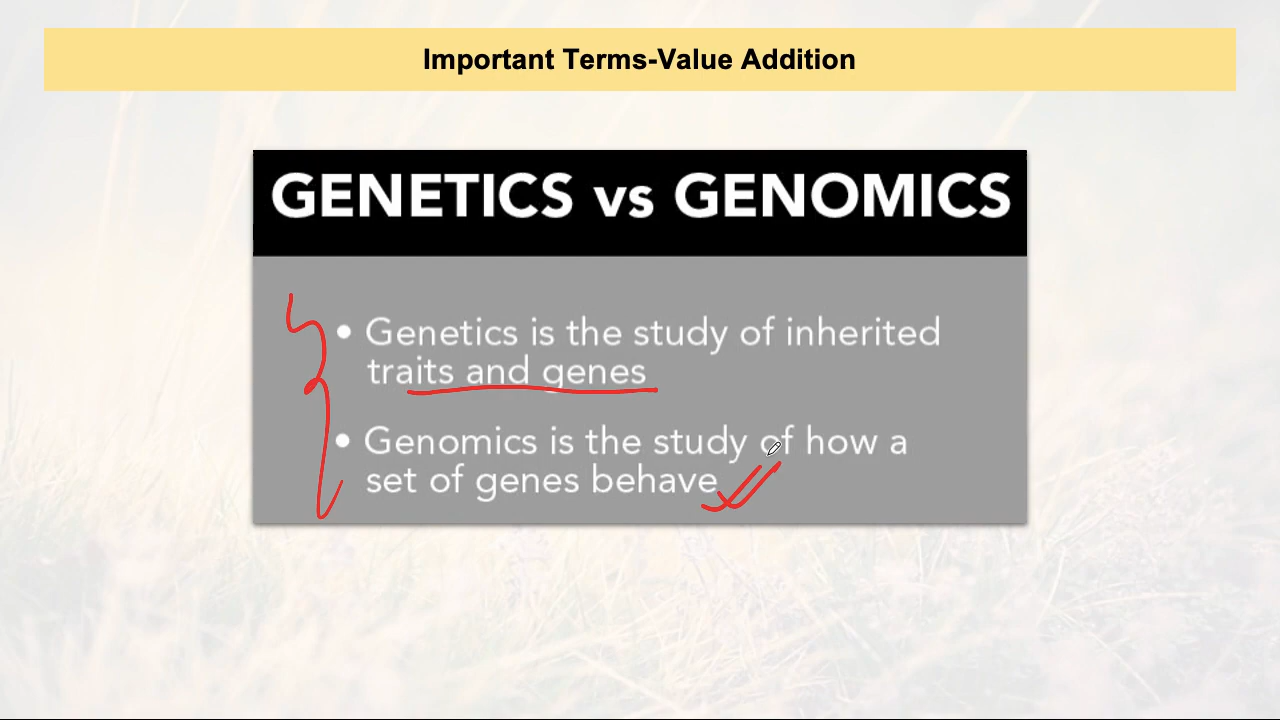 Important Terms-Value Addition
GENETICS vs GENOMICS
• Genetics is the study of inherited
traits and genes
• Genomics is the study of how a
set of genes behave